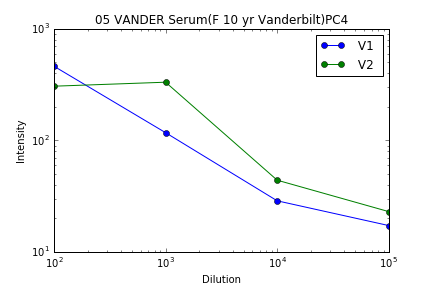 05 VANDER Serum(F 10 yr Vanderbilt)PC4
10³
V1
V2
Intensity
10²
10¹
10² 10³ 10⁴ 10⁵
Dilution